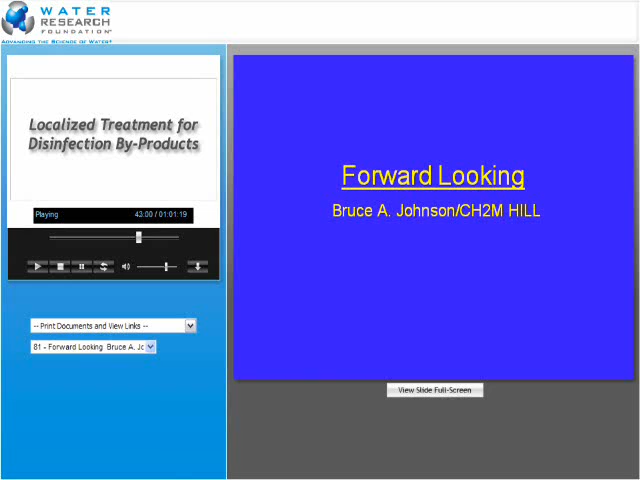 WATER
RESEARCH
FOUNDATION
ADVANCING THE SCIENCE OF WATER
Localized Treatment for
Disinfection By-Products
Playing 43:00 / 01:01:19
-- Print Documents and View Links --
81 - Forward Looking Bruce A. Jo
Forward Looking
Bruce A. Johnson/CH2M HILL
View Slide Full-Screen